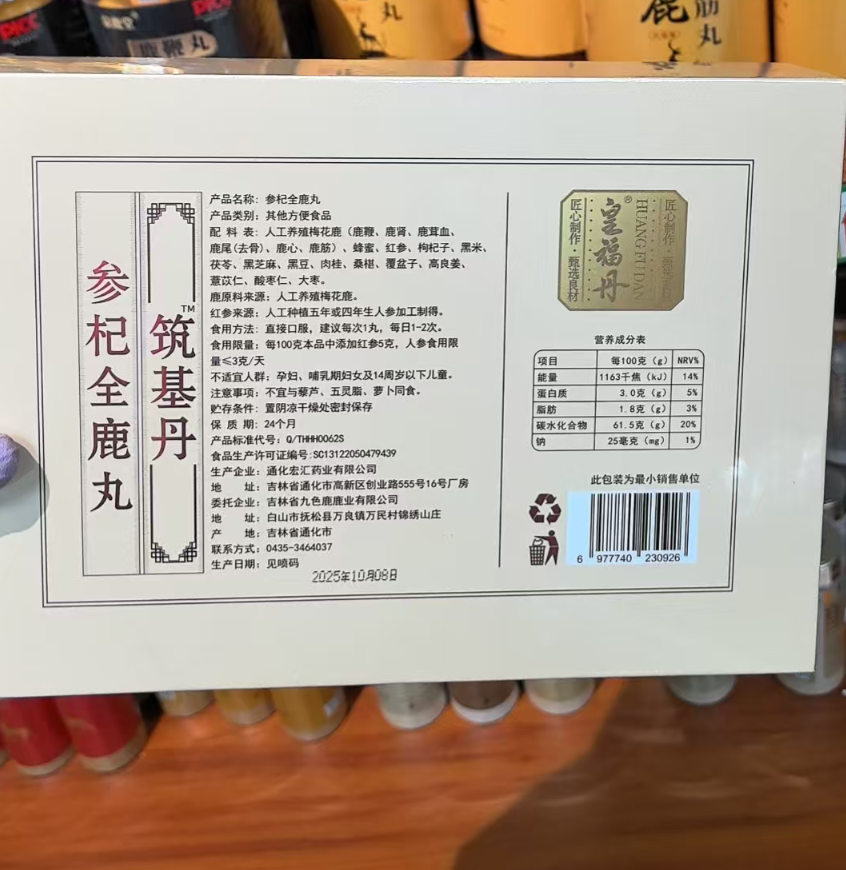 PICC
鹿鞭丸
PICC
丸
鹿
筋丸
参杞全鹿丸
筑基丹™
产品名称：参杞全鹿丸
产品类别：其他方便食品
配 料 表：人工养殖梅花鹿（鹿鞭、鹿肾、鹿茸血、
鹿尾(去骨)、鹿心、鹿筋）、蜂蜜、红参、枸杞子、黑米、
茯苓、黑芝麻、黑豆、肉桂、桑椹、覆盆子、高良姜、
薏苡仁、酸枣仁、大枣。
鹿原料来源：人工养殖梅花鹿。
红参来源：人工种植五年或四年生人参加工制得。
食用方法：直接口服，建议每次1丸，每日1-2次。
食用限量：每100克本品中添加红参5克，人参食用限
量≤3克/天
不适宜人群：孕妇、哺乳期妇女及14周岁以下儿童。
注意事项：不宜与藜芦、五灵脂、萝卜同食。
贮存条件：置阴凉干燥处密封保存
保 质 期：24个月
产品标准代号：Q/THHH0062S
食品生产许可证编号:SC13122050479439
生产企业：通化宏汇药业有限公司
地 址：吉林省通化市高新区创业路555号16号厂房
委托企业：吉林省九色鹿鹿业有限公司
地 址：白山市抚松县万良镇万民村锦绣山庄
产 地：吉林省通化市
联系方式：0435-3464037
生产日期：见喷码
2025年10月08日
匠心制作·甄选良材
皇福丹®
HUANG FU DAN
匠心制作·甄选良材
营养成分表
项目 每100克（g） NRV%
能量 1163千焦（kJ） 14%
蛋白质 3.0克（g） 5%
脂肪 1.8克（g） 3%
碳水化合物 61.5克（g） 20%
钠 25毫克（mg） 1%
此包装为最小销售单位
6 977740 230926